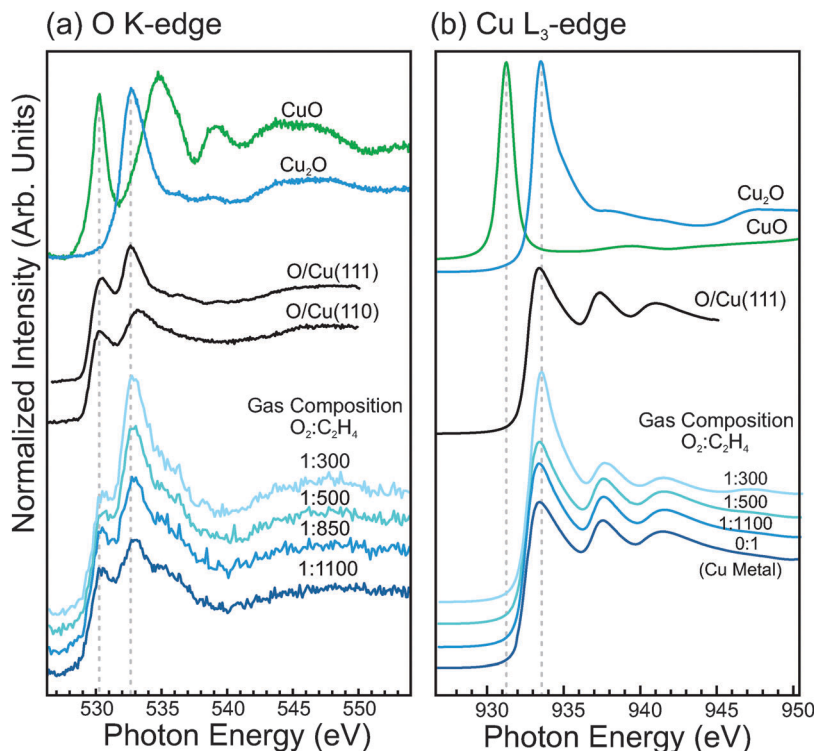 (a) O K-edge
Normalized Intensity (Arb. Units)
CuO
Cu₂O
O/Cu(111)
O/Cu(110)
Gas Composition
O₂:C₂H₄
1:300
1:500
1:850
1:1100
530 535 540 545 550
Photon Energy (eV)
(b) Cu L₃-edge
Cu₂O
CuO
O/Cu(111)
Gas Composition
O₂:C₂H₄
1:300
1:500
1:1100
0:1
(Cu Metal)
930 935 940 945 950
Photon Energy (eV)